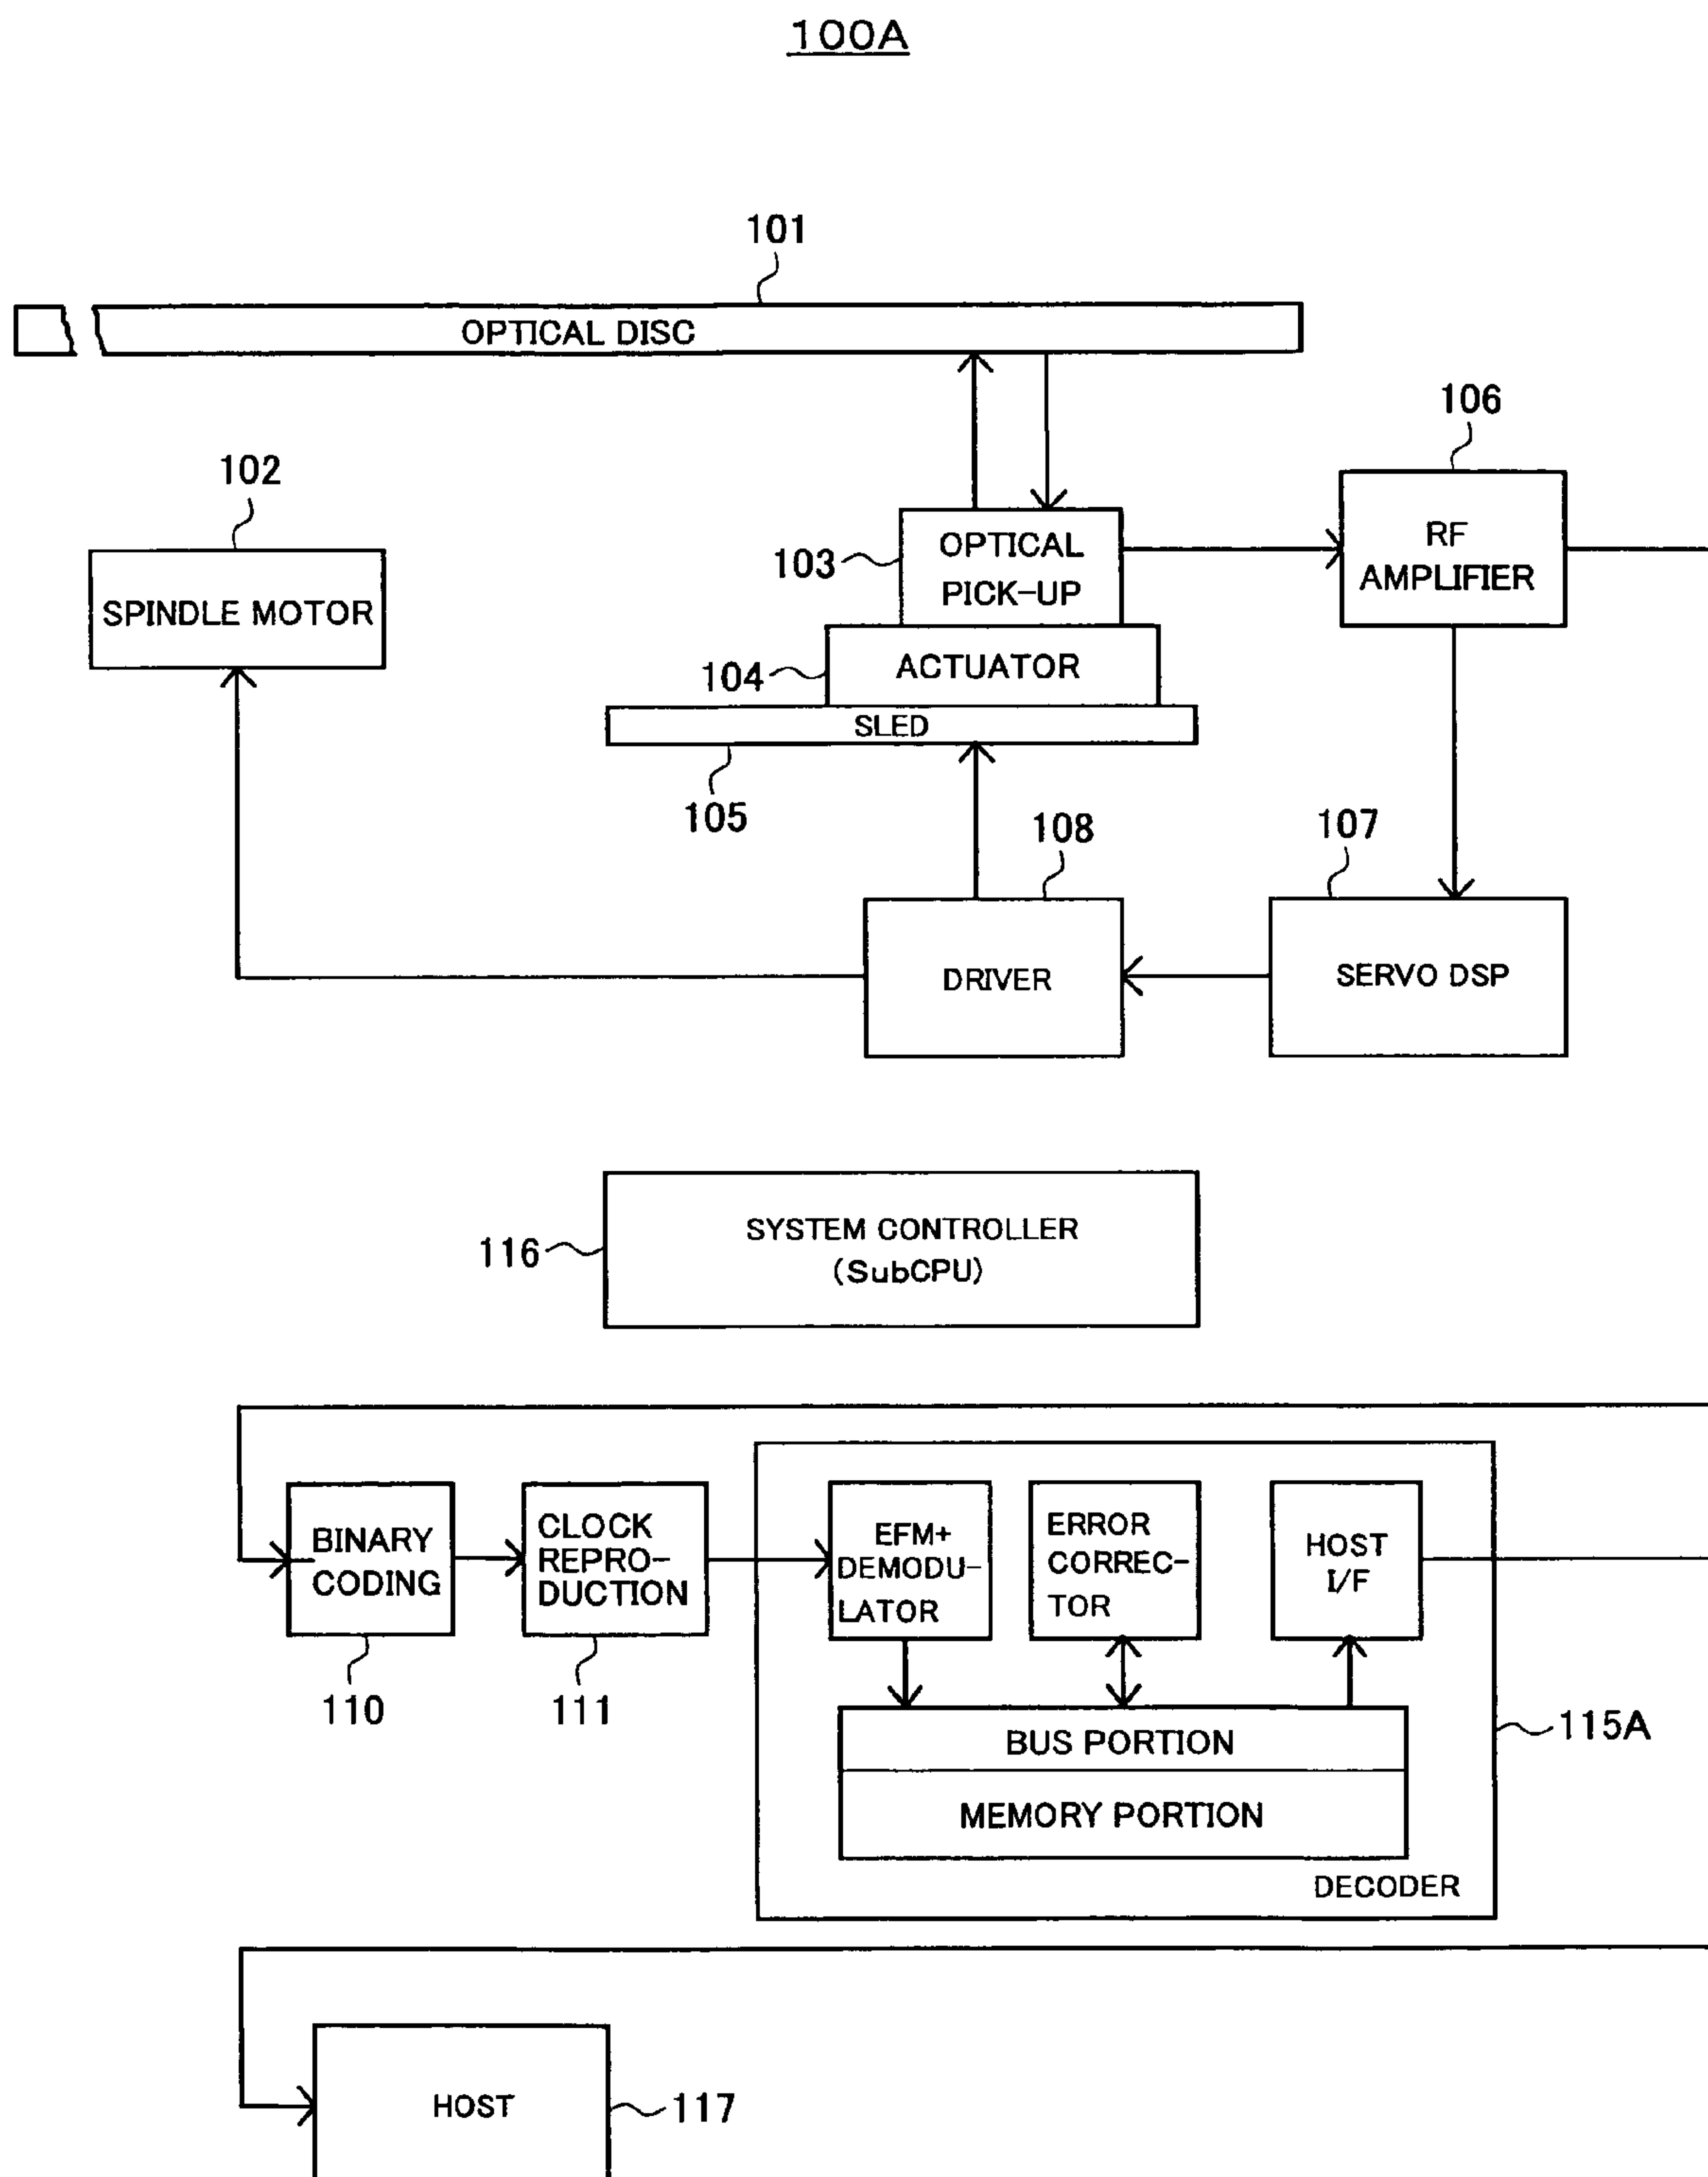 100A
101
OPTICAL DISC
106
102
RF
AMPLIFIER
103
OPTICAL
PICK-UP
SPINDLE MOTOR
104
ACTUATOR
SLED
105
108
107
DRIVER
SERVO DSP
116
SYSTEM CONTROLLER
(SubCPU)
BINARY
CODING
CLOCK
REPRO-
DUCTION
EFM+
DEMODU-
LATOR
ERROR
CORREC-
TOR
HOST
I/F
110
111
BUS PORTION
115A
MEMORY PORTION
DECODER
HOST
117